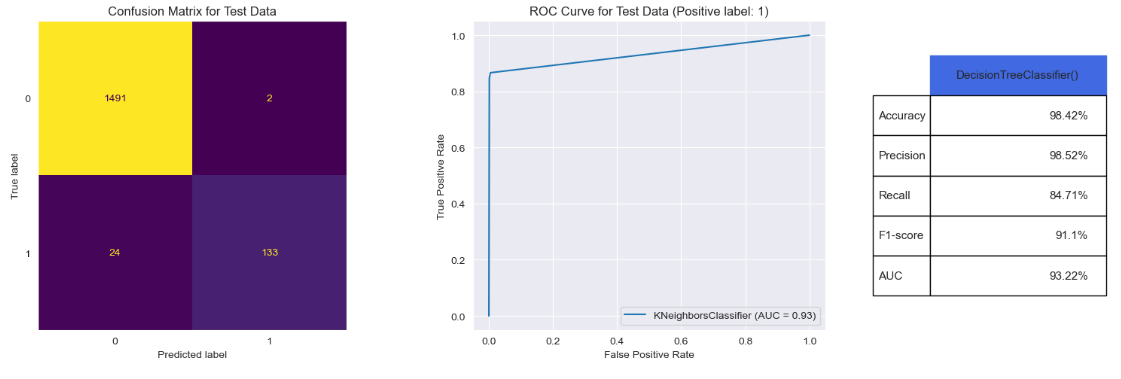 Confusion Matrix for Test Data
0
1491
2
True label
1
24
133
0
1
Predicted label
ROC Curve for Test Data (Positive label: 1)
1.0
0.8
0.6
0.4
0.2
0.0
True Positive Rate
KNeighborsClassifier (AUC = 0.93)
0.0 0.2 0.4 0.6 0.8 1.0
False Positive Rate
DecisionTreeClassifier()
Accuracy 98.42%
Precision 98.52%
Recall 84.71%
F1-score 91.1%
AUC 93.22%